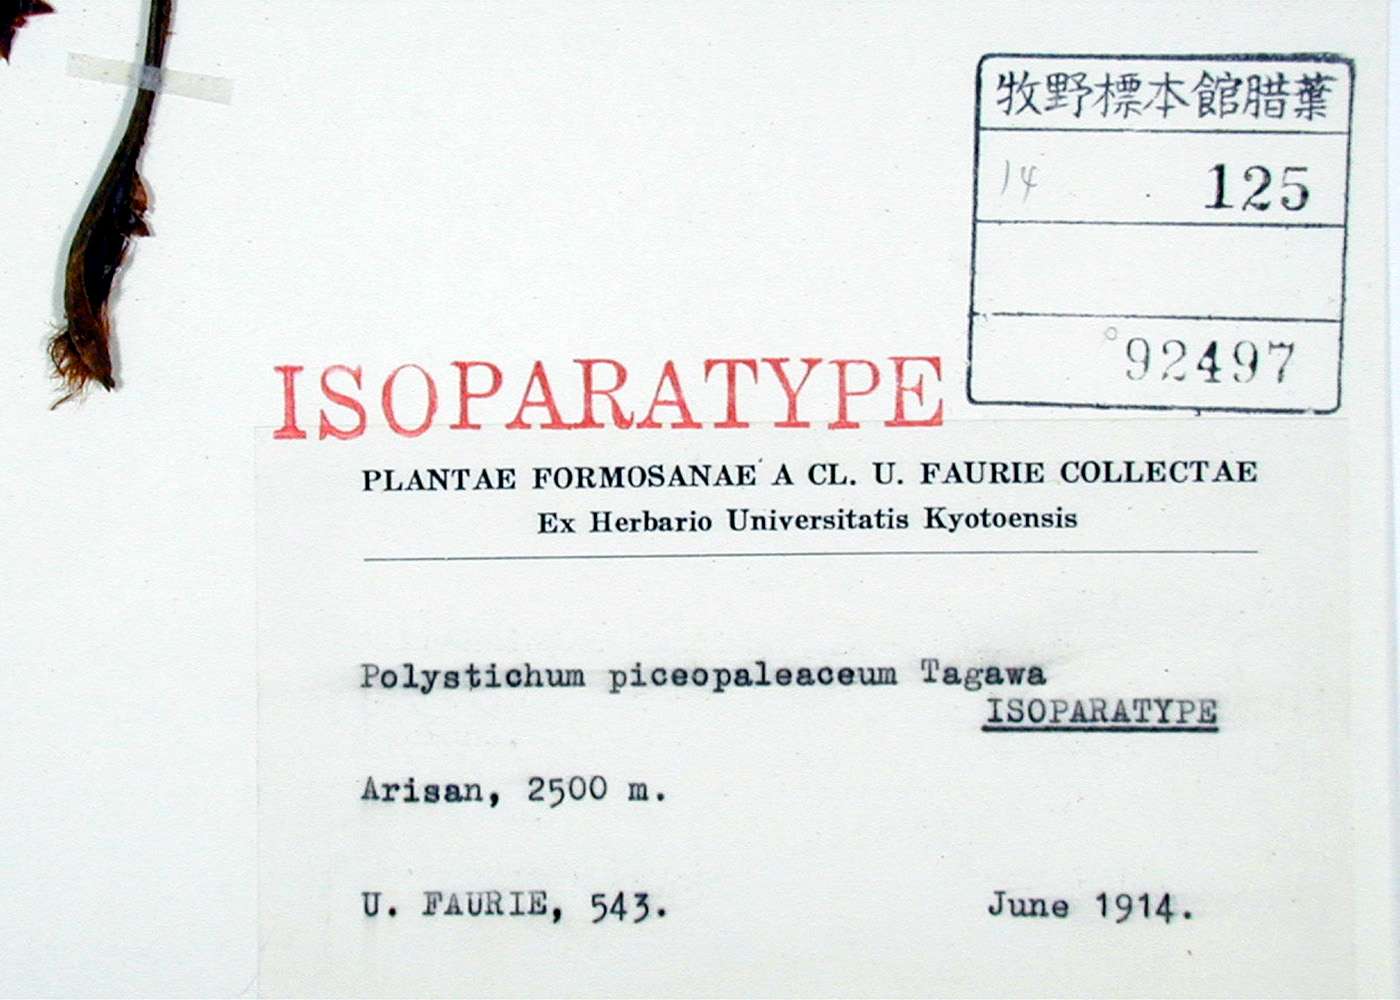 牧野標本館腊葉
14 125
92497
ISOPARATYPE
PLANTAE FORMOSANAE A CL. U. FAURIE COLLECTAE
Ex Herbario Universitatis Kyotoensis
Polystichum piceopaleaceum Tagawa
ISOPARATYPE
Arisan, 2500 m.
U. FAURIE, 543. June 1914.